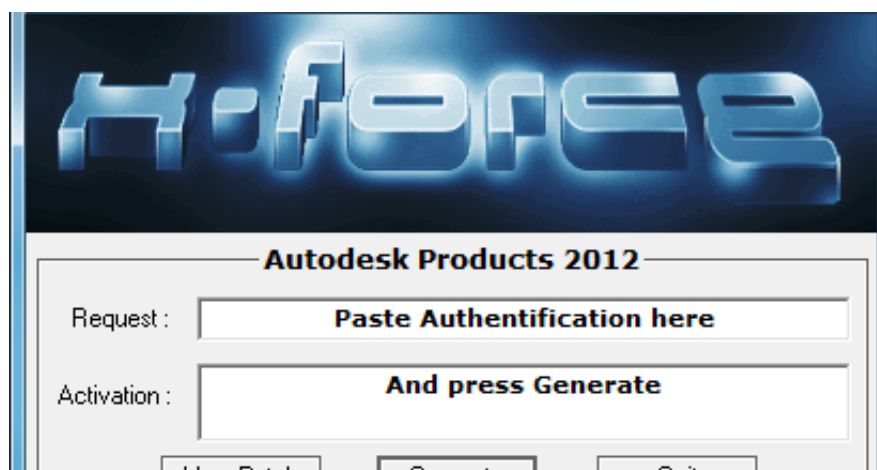 x-force
Autodesk Products 2012
Request :
Paste Authentification here
Activation :
And press Generate